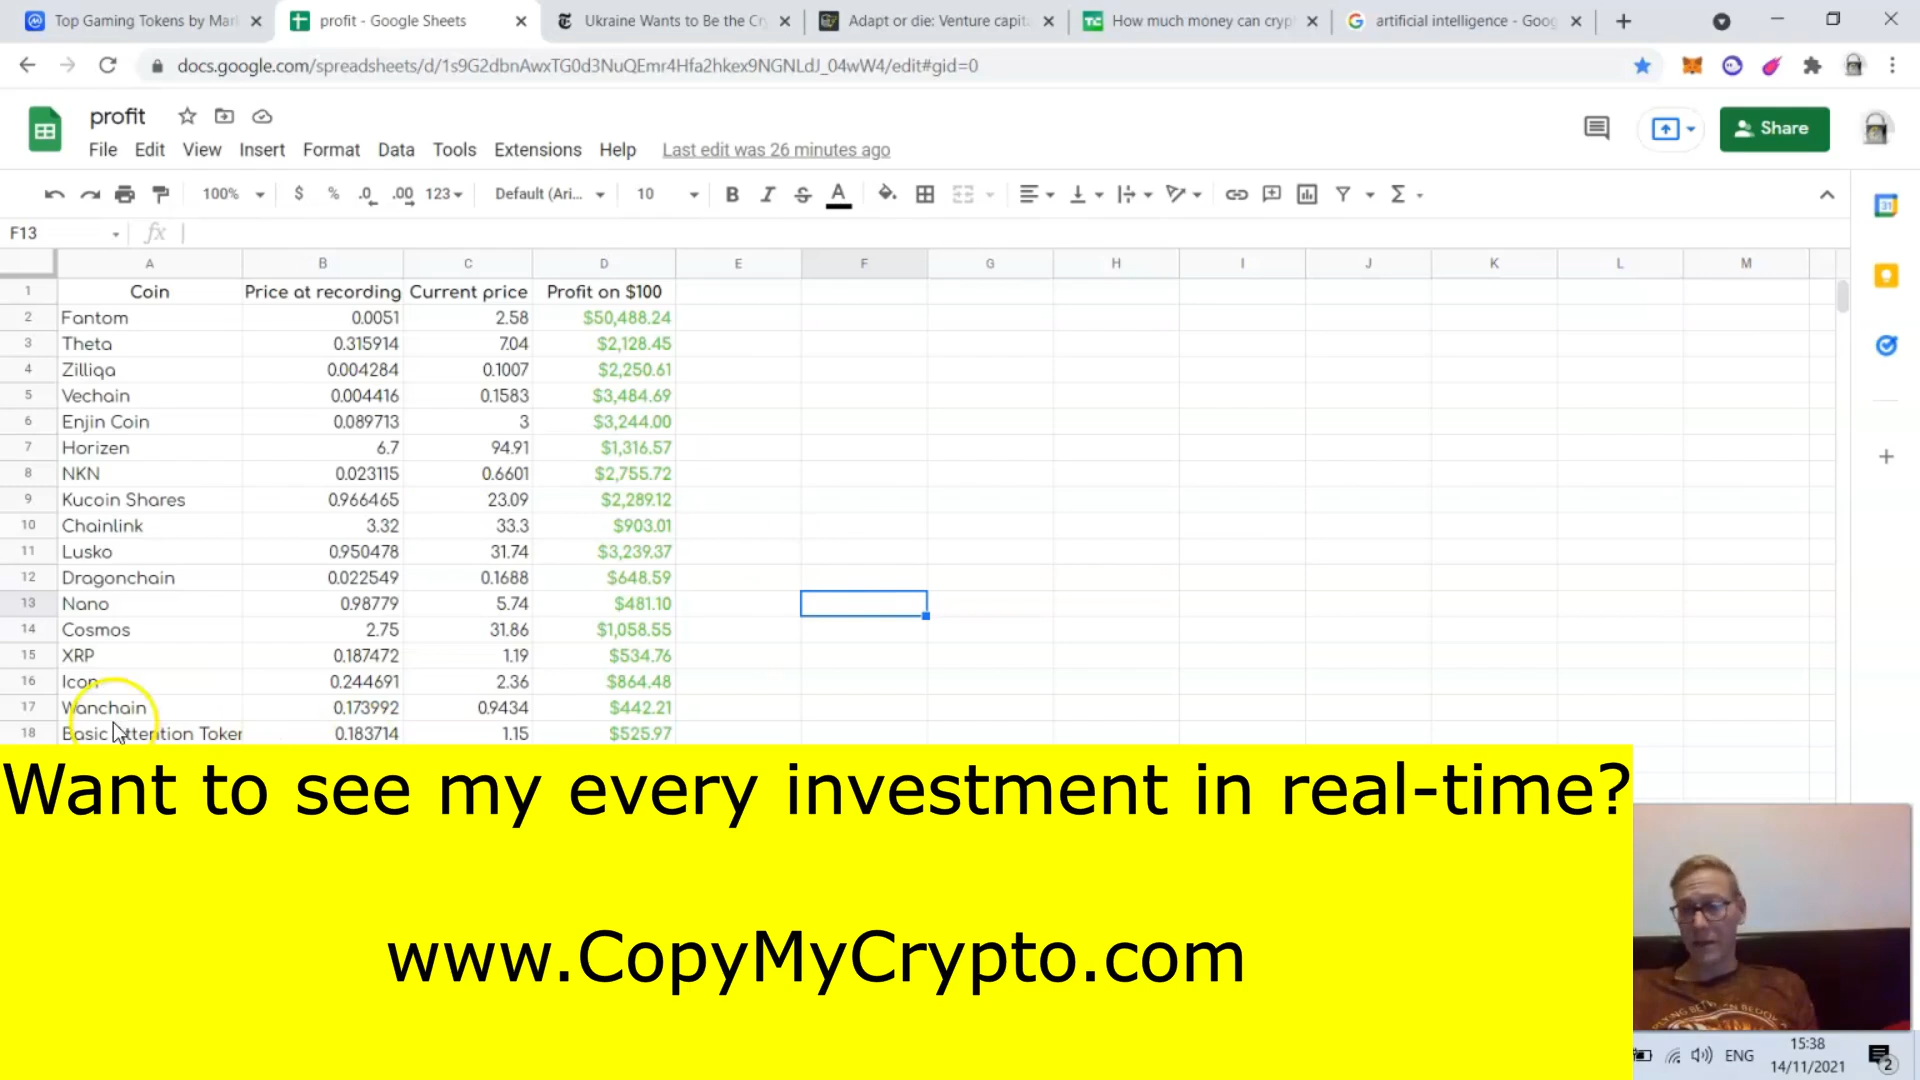 Top Gaming Tokens by Mark
profit - Google Sheets
Ukraine Wants to Be the Cr
Adapt or die: Venture capit
How much money can crypt
artificial intelligence - Goog
docs.google.com/spreadsheets/d/1s9G2dbnAwxTG0d3NuQEmr4Hfa2hkex9NGNLdJ_04wW4/edit#gid=0
profit
Share
File Edit View Insert Format Data Tools Extensions Help Last edit was 26 minutes ago
100% $ % .0 .00 123 Default (Ari... 10 B I S A Σ
F13 fx
A B C D E F G H I J K L M
1 Coin Price at recording Current price Profit on $100
2 Fantom 0.0051 2.58 $50,488.24
3 Theta 0.315914 7.04 $2,128.45
4 Zilliqa 0.004284 0.1007 $2,250.61
5 Vechain 0.004416 0.1583 $3,484.69
6 Enjin Coin 0.089713 3 $3,244.00
7 Horizen 6.7 94.91 $1,316.57
8 NKN 0.023115 0.6601 $2,755.72
9 Kucoin Shares 0.966465 23.09 $2,289.12
10 Chainlink 3.32 33.3 $903.01
11 Lusko 0.950478 31.74 $3,239.37
12 Dragonchain 0.022549 0.1688 $648.59
13 Nano 0.98779 5.74 $481.10
14 Cosmos 2.75 31.86 $1,058.55
15 XRP 0.187472 1.19 $534.76
16 Icon 0.244691 2.36 $864.48
17 Wanchain 0.173992 0.9434 $442.21
18 Basic Attention Token 0.183714 1.15 $525.97
Want to see my every investment in real-time?
www.CopyMyCrypto.com
ENG
15:38
14/11/2021
2